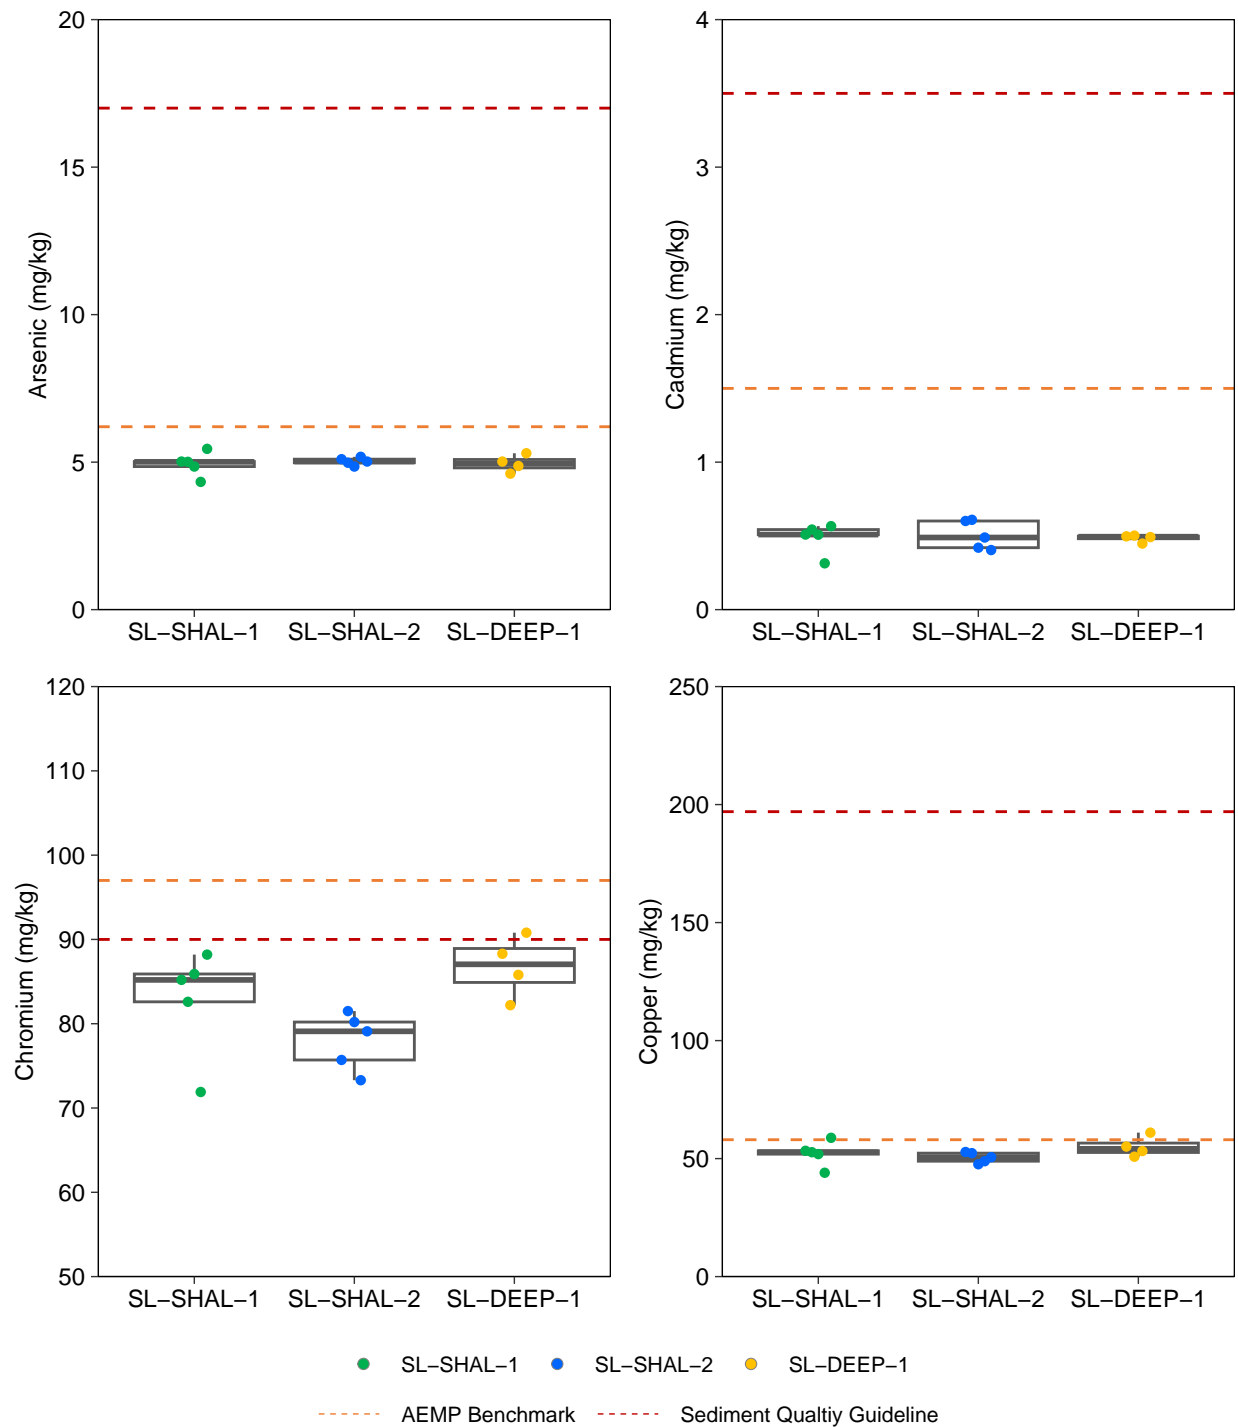 Arsenic (mg/kg)
20
15
10
5
0
SL−SHAL−1 SL−SHAL−2 SL−DEEP−1
Cadmium (mg/kg)
4
3
2
1
0
SL−SHAL−1 SL−SHAL−2 SL−DEEP−1
Chromium (mg/kg)
120
110
100
90
80
70
60
50
SL−SHAL−1 SL−SHAL−2 SL−DEEP−1
Copper (mg/kg)
250
200
150
100
50
0
SL−SHAL−1 SL−SHAL−2 SL−DEEP−1
SL−SHAL−1 SL−SHAL−2 SL−DEEP−1
AEMP Benchmark Sediment Qualtiy Guideline